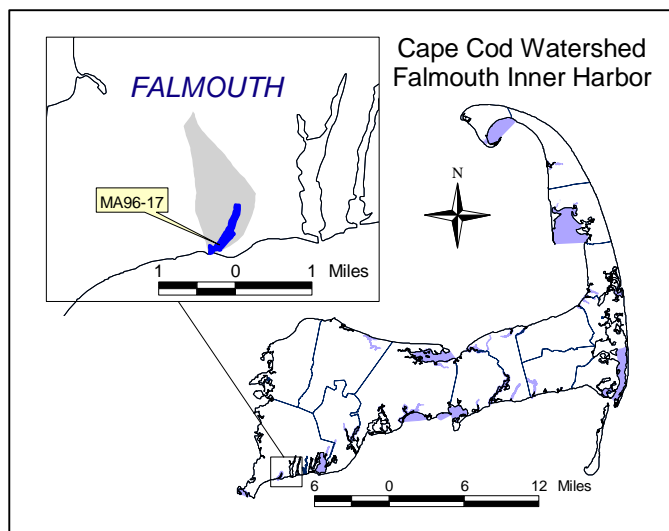 Cape Cod Watershed
Falmouth Inner Harbor
FALMOUTH
MA96-17
1 0 1 Miles
N
6 0 6 12
Miles